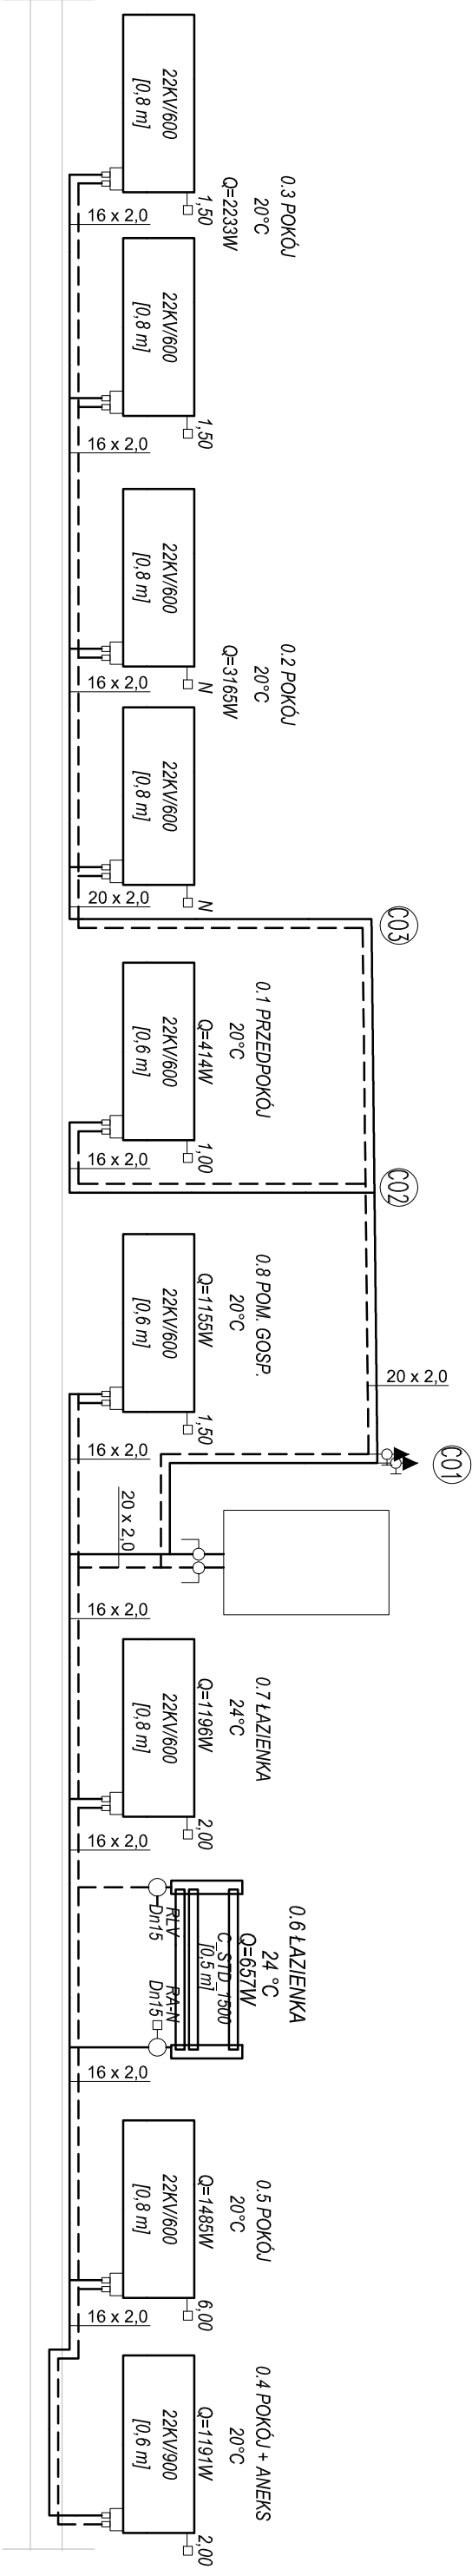 0.3 POKÓJ
20°C
Q=2233W
22KV/600
[0,8 m]
1,50
16 x 2,0
22KV/600
[0,8 m]
1,50
16 x 2,0
0.2 POKÓJ
20°C
Q=3165W
22KV/600
[0,8 m]
N
16 x 2,0
22KV/600
[0,8 m]
N
20 x 2,0
CO3
0.1 PRZEDPOKÓJ
20°C
Q=414W
22KV/600
[0,6 m]
1,00
16 x 2,0
CO2
0.8 POM. GOSP.
20°C
Q=1155W
22KV/600
[0,6 m]
1,50
16 x 2,0
20 x 2,0
CO1
20 x 2,0
16 x 2,0
0.7 ŁAZIENKA
24°C
Q=1196W
22KV/600
[0,8 m]
2,00
16 x 2,0
0.6 ŁAZIENKA
24 °C
Q=657W
C_STD_1500
[0,5 m]
RLV
Dn15
RA-N
Dn15
16 x 2,0
0.5 POKÓJ
20°C
Q=1485W
22KV/600
[0,8 m]
6,00
16 x 2,0
0.4 POKÓJ + ANEKS
20°C
Q=1191W
22KV/900
[0,6 m]
2,00